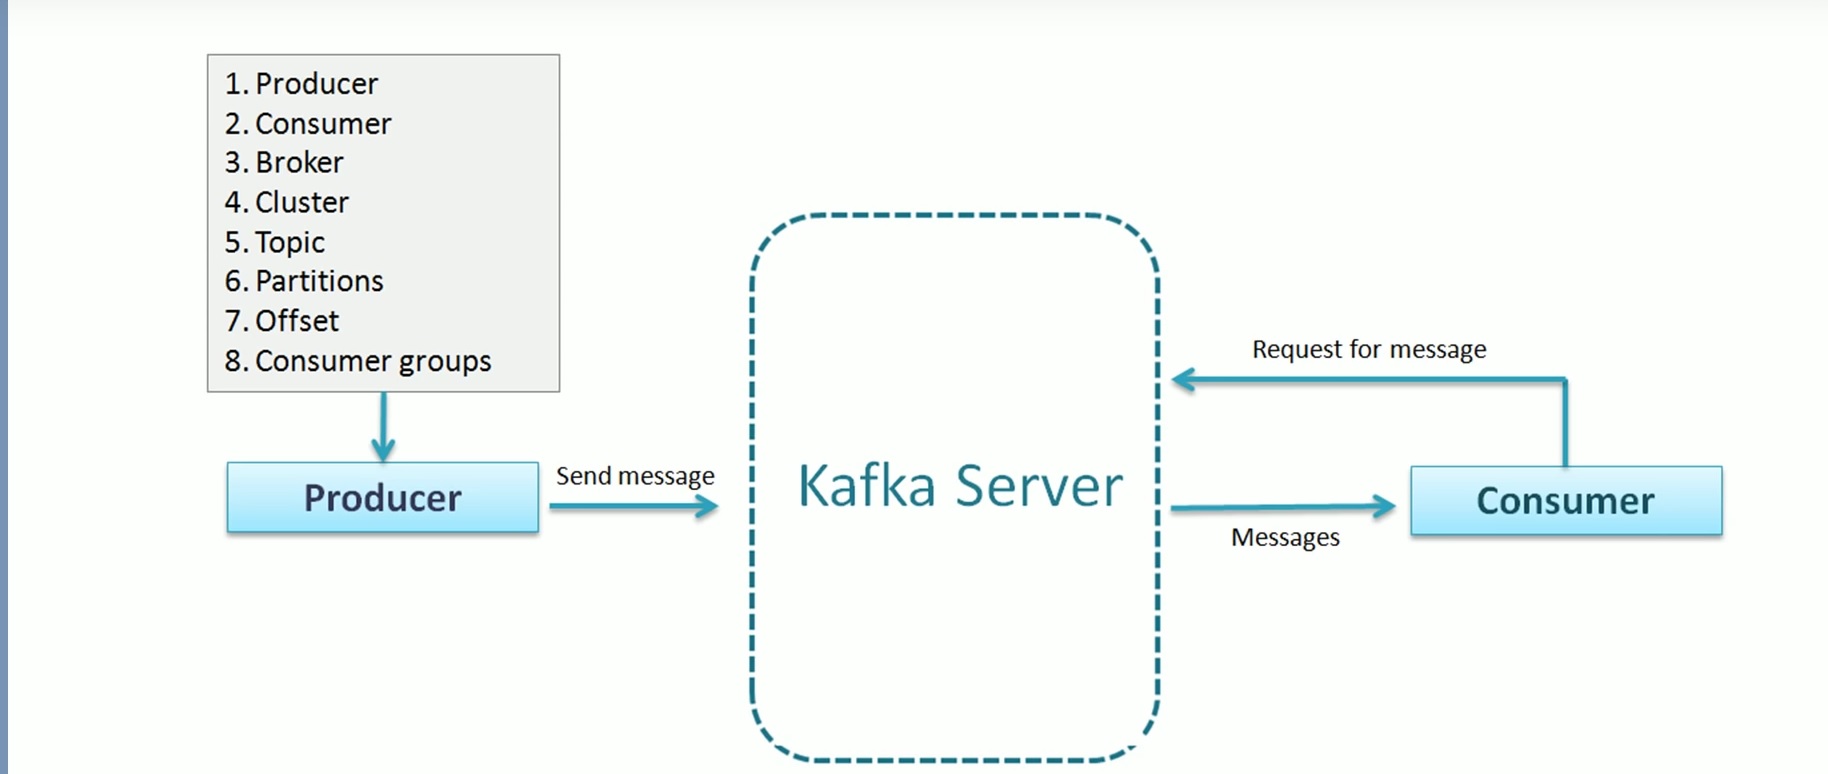 1. Producer
2. Consumer
3. Broker
4. Cluster
5. Topic
6. Partitions
7. Offset
8. Consumer groups
Producer
Send message
Kafka Server
Request for message
Messages
Consumer